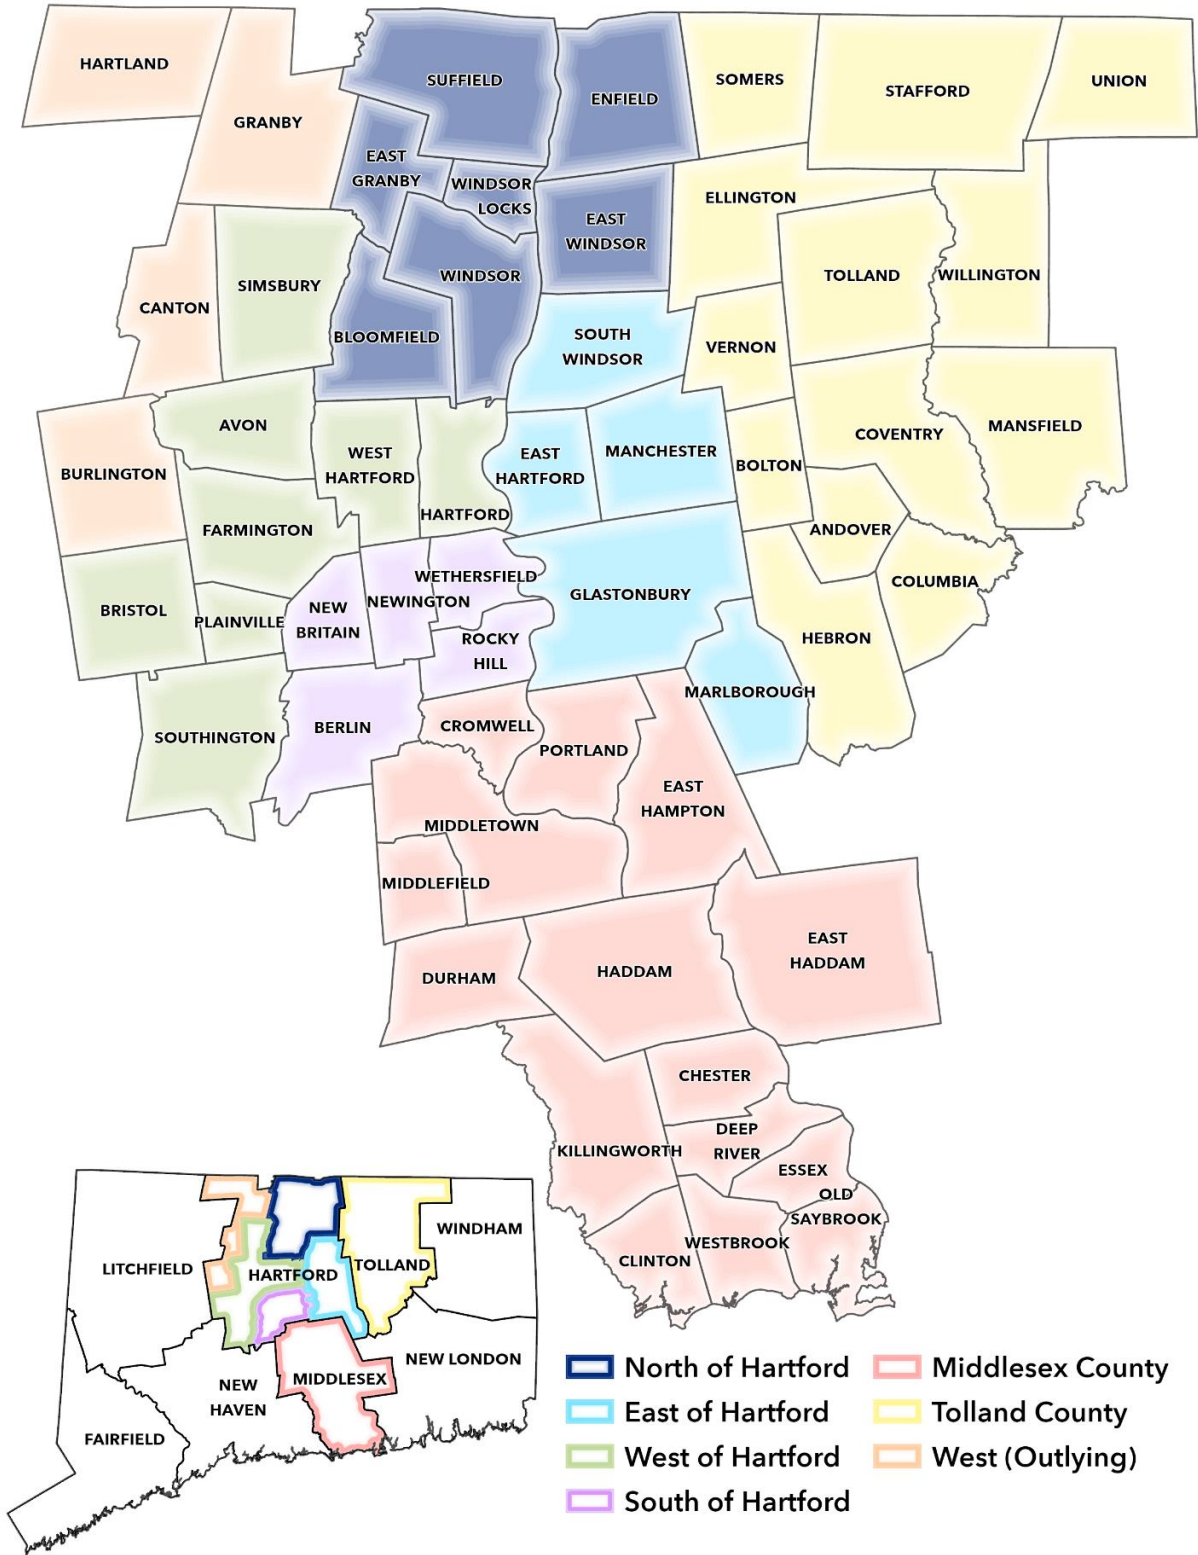 HARTLAND
GRANBY
SUFFIELD
ENFIELD
SOMERS
STAFFORD
UNION
EAST
GRANBY
WINDSOR
LOCKS
EAST
WINDSOR
ELLINGTON
TOLLAND
WILLINGTON
CANTON
SIMSBURY
BLOOMFIELD
WINDSOR
SOUTH
WINDSOR
VERNON
AVON
WEST
HARTFORD
HARTFORD
EAST
HARTFORD
MANCHESTER
BOLTON
COVENTRY
MANSFIELD
BURLINGTON
FARMINGTON
ANDOVER
COLUMBIA
BRISTOL
PLAINVILLE
NEW
BRITAIN
NEWINGTON
WETHERSFIELD
ROCKY
HILL
GLASTONBURY
HEBRON
MARLBOROUGH
SOUTHINGTON
BERLIN
CROMWELL
PORTLAND
EAST
HAMPTON
MIDDLETOWN
MIDDLEFIELD
DURHAM
HADDAM
EAST
HADDAM
CHESTER
DEEP
RIVER
KILLINGWORTH
ESSEX
OLD
SAYBROOK
WESTBROOK
CLINTON
LITCHFIELD
HARTFORD
TOLLAND
WINDHAM
NEW LONDON
MIDDLESEX
NEW
HAVEN
FAIRFIELD
North of Hartford
East of Hartford
West of Hartford
South of Hartford
Middlesex County
Tolland County
West (Outlying)